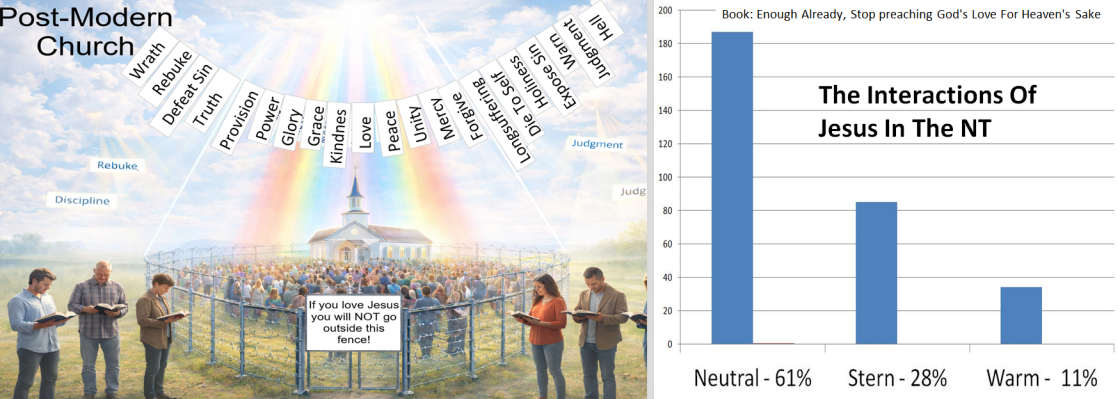 Post-Modern
Church
Wrath
Rebuke
Defeat Sin
Truth
Provision
Power
Glory
Grace
Kindnes
Love
Peace
Unity
Mercy
Forgive
Longsuffering
Die To Self
Holiness
Expose Sin
Warn
Judgment
Hell
Rebuke
Discipline
Judgment
Judg
If you love Jesus
you will NOT go
outside this
fence!
Book: Enough Already, Stop preaching God's Love For Heaven's Sake
The Interactions Of
Jesus In The NT
200
180
160
140
120
100
80
60
40
20
0
Neutral - 61%
Stern - 28%
Warm - 11%